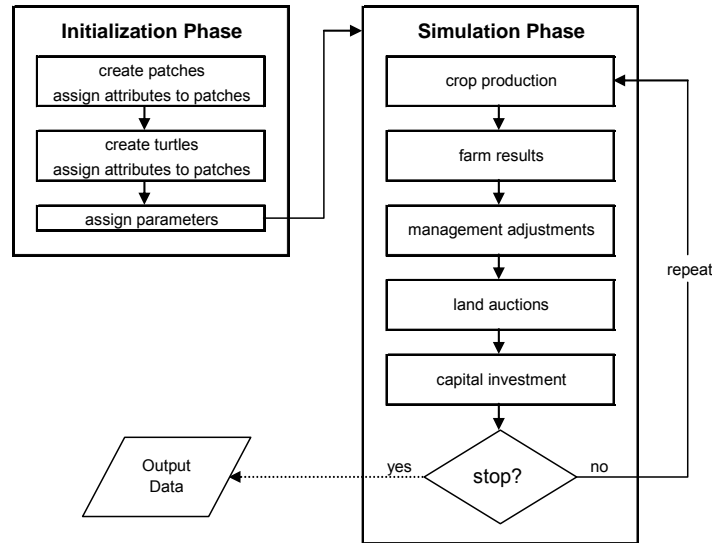 Initialization Phase
create patches
assign attributes to patches
create turtles
assign attributes to patches
assign parameters
Simulation Phase
crop production
farm results
management adjustments
land auctions
capital investment
stop?
yes
no
repeat
Output
Data